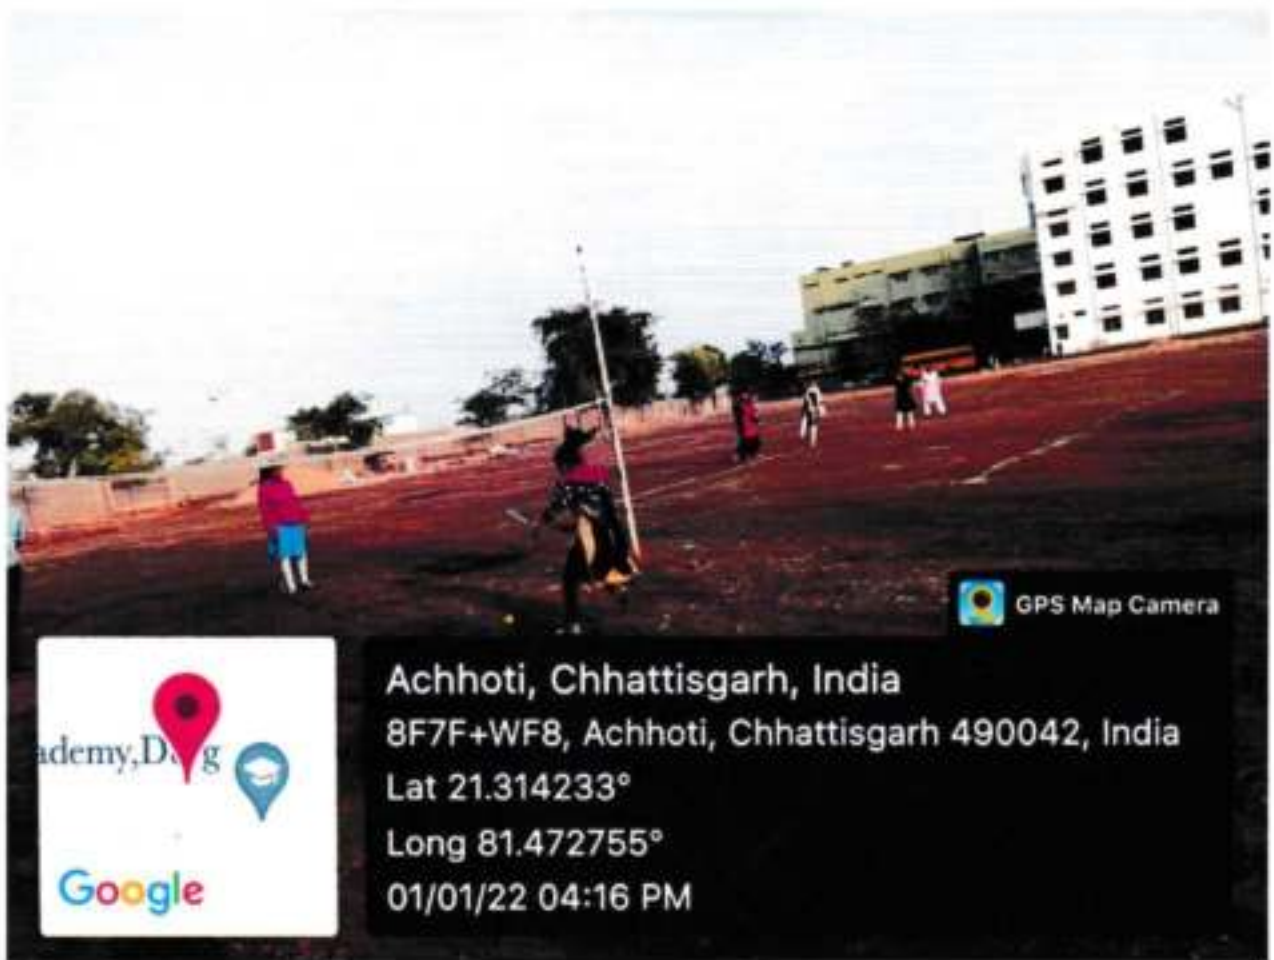 GPS Map Camera
Achhoti, Chhattisgarh, India
8F7F+WF8, Achhoti, Chhattisgarh 490042, India
Lat 21.314233°
Long 81.472755°
01/01/22 04:16 PM
Google